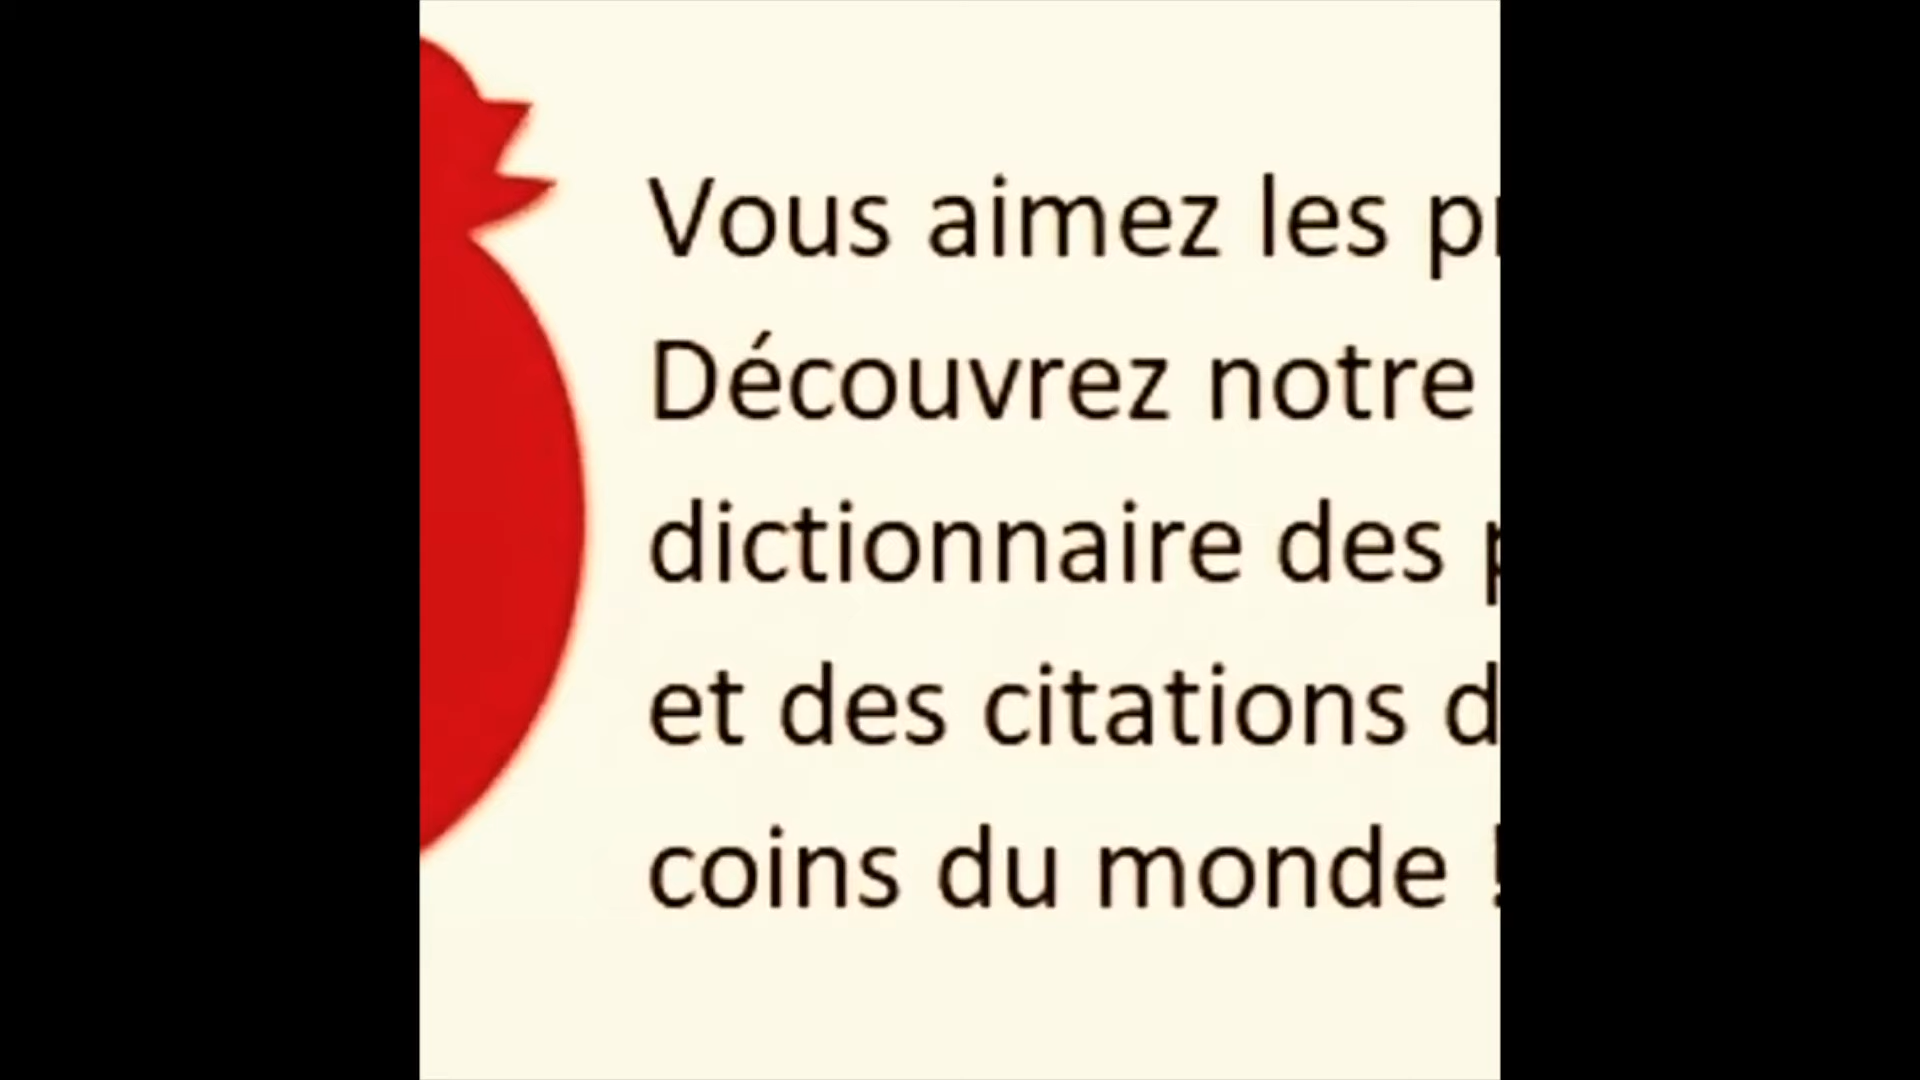 Vous aimez les
Découvrez notre
dictionnaire des
et des citations
coins du monde !